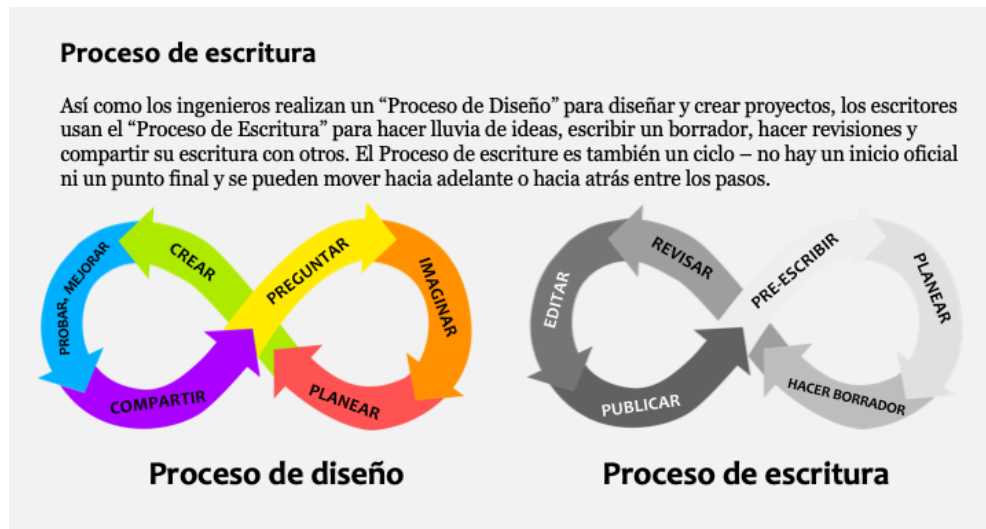 Proceso de escritura
Así como los ingenieros realizan un “Proceso de Diseño” para diseñar y crear proyectos, los escritores
usan el “Proceso de Escritura” para hacer lluvia de ideas, escribir un borrador, hacer revisiones y
compartir su escritura con otros. El Proceso de escriture es también un ciclo – no hay un inicio oficial
ni un punto final y se pueden mover hacia adelante o hacia atrás entre los pasos.
PREGUNTAR
IMAGINAR
PLANEAR
CREAR
PROBAR, MEJORAR
COMPARTIR
Proceso de diseño
PRE-ESCRIBIR
PLANEAR
HACER BORRADOR
REVISAR
EDITAR
PUBLICAR
Proceso de escritura